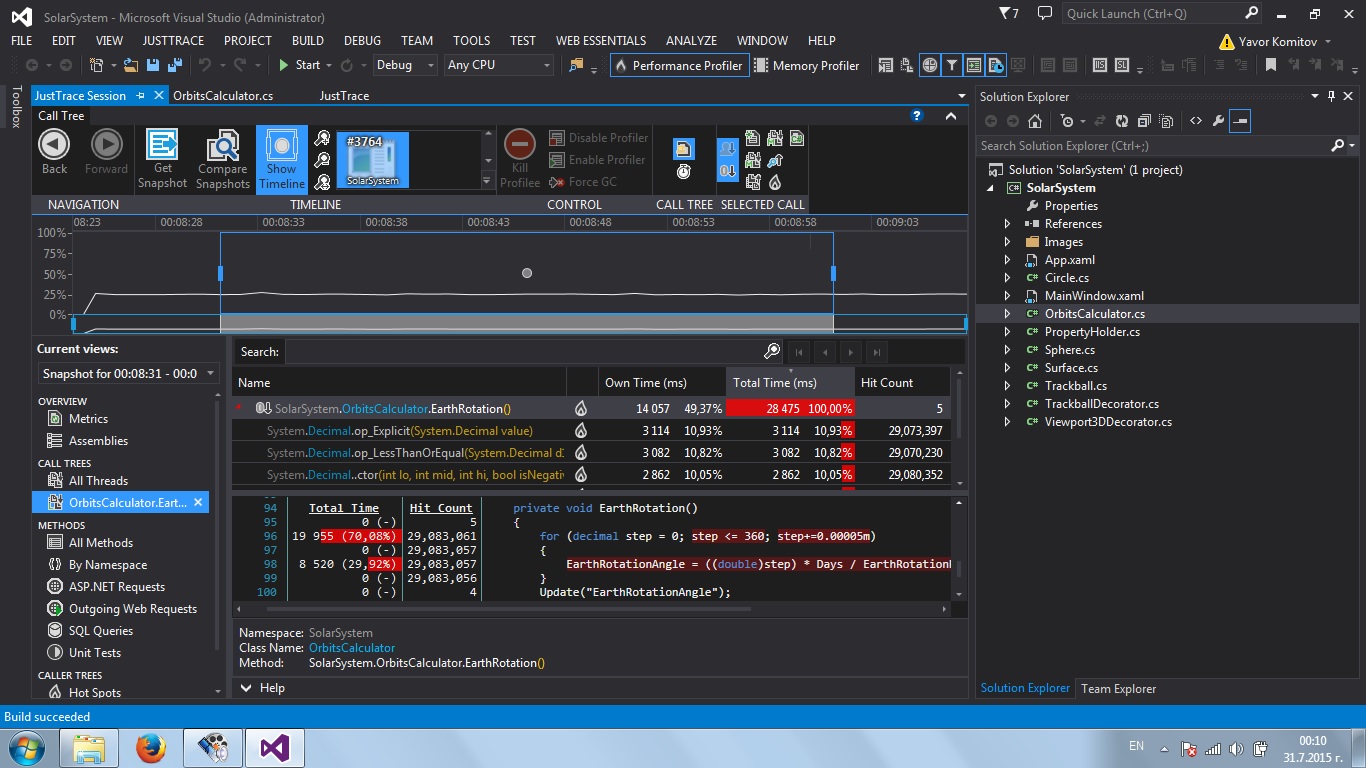 SolarSystem - Microsoft Visual Studio (Administrator)
7
Quick Launch (Ctrl+Q)
FILE EDIT VIEW JUSTTRACE PROJECT BUILD DEBUG TEAM TOOLS TEST WEB ESSENTIALS ANALYZE WINDOW HELP
Yavor Komitov
Start Debug Any CPU Performance Profiler Memory Profiler
Toolbox
JustTrace Session OrbitsCalculator.cs JustTrace
Call Tree
Back Forward
Get Snapshot
Compare Snapshots
Show Timeline
#3764
SolarSystem
Kill Profilee
Disable Profiler
Enable Profiler
Force GC
NAVIGATION TIMELINE CONTROL CALL TREE SELECTED CALL
08:23 00:08:28 00:08:33 00:08:38 00:08:43 00:08:48 00:08:53 00:08:58 00:09:03
100%
75%
50%
25%
0%
Current views:
Snapshot for 00:08:31 - 00:0
OVERVIEW
Metrics
Assemblies
CALL TREES
All Threads
OrbitsCalculator.Eart...
METHODS
All Methods
By Namespace
ASP.NET Requests
Outgoing Web Requests
SQL Queries
Unit Tests
CALLER TREES
Hot Spots
Search:
Name Own Time (ms) Total Time (ms) Hit Count
SolarSystem.OrbitsCalculator.EarthRotation() 14 057 49,37% 28 475 100,00% 5
System.Decimal.op_Explicit(System.Decimal value) 3 114 10,93% 3 114 10,93% 29,073,397
System.Decimal.op_LessThanOrEqual(System.Decimal d 3 082 10,82% 3 082 10,82% 29,070,230
System.Decimal..ctor(int lo, int mid, int hi, bool isNegativ 2 862 10,05% 2 862 10,05% 29,080,352
94 Total Time Hit Count private void EarthRotation()
95 0 (-) 5 {
96 19 955 (70,08%) 29,083,061 for (decimal step = 0; step <= 360; step+=0.00005m)
97 0 (-) 29,083,057 {
98 8 520 (29,92%) 29,083,057 EarthRotationAngle = ((double)step) * Days / EarthRotation
99 0 (-) 29,083,056 }
100 0 (-) 4 Update("EarthRotationAngle");
Namespace: SolarSystem
Class Name: OrbitsCalculator
Method: SolarSystem.OrbitsCalculator.EarthRotation()
Help
Solution Explorer
Search Solution Explorer (Ctrl+;)
Solution 'SolarSystem' (1 project)
SolarSystem
Properties
References
Images
App.xaml
Circle.cs
MainWindow.xaml
OrbitsCalculator.cs
PropertyHolder.cs
Sphere.cs
Surface.cs
Trackball.cs
TrackballDecorator.cs
Viewport3DDecorator.cs
Solution Explorer Team Explorer
Build succeeded
EN
00:10
31.7.2015 г.